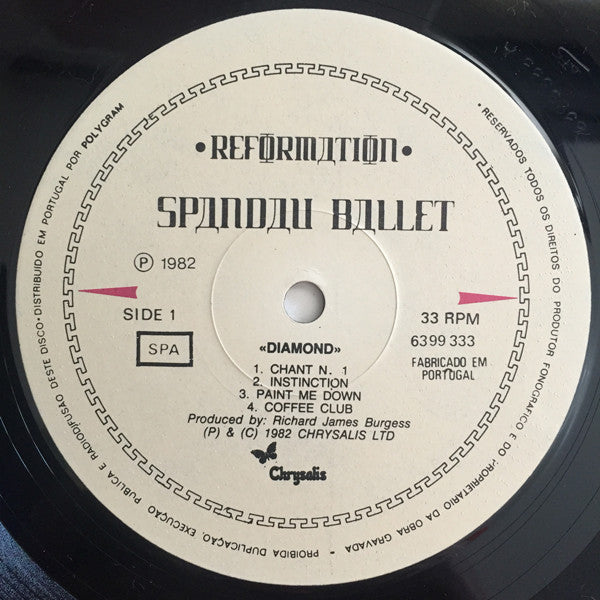 • REFORMATION •
SPANDAU BALLET
℗ 1982
SIDE 1
SPA
33 RPM
6399 333
FABRICADO EM
PORTUGAL
«DIAMOND»
1. CHANT N. 1
2. INSTINCTION
3. PAINT ME DOWN
4. COFFEE CLUB
Produced by: Richard James Burgess
(P) & (C) 1982 CHRYSALIS LTD
Chrysalis
• RESERVADOS TODOS OS DIREITOS DO PRODUTOR FONOGRAFICO E DO PROPRIETARIO DA OBRA GRAVADA - PROIBIDA DUPLICAÇAO EXECUÇAO PUBLICA E RADIODIFUSAO DESTE DISCO • DISTRIBUIDO EM PORTUGAL POR POLYGRAM